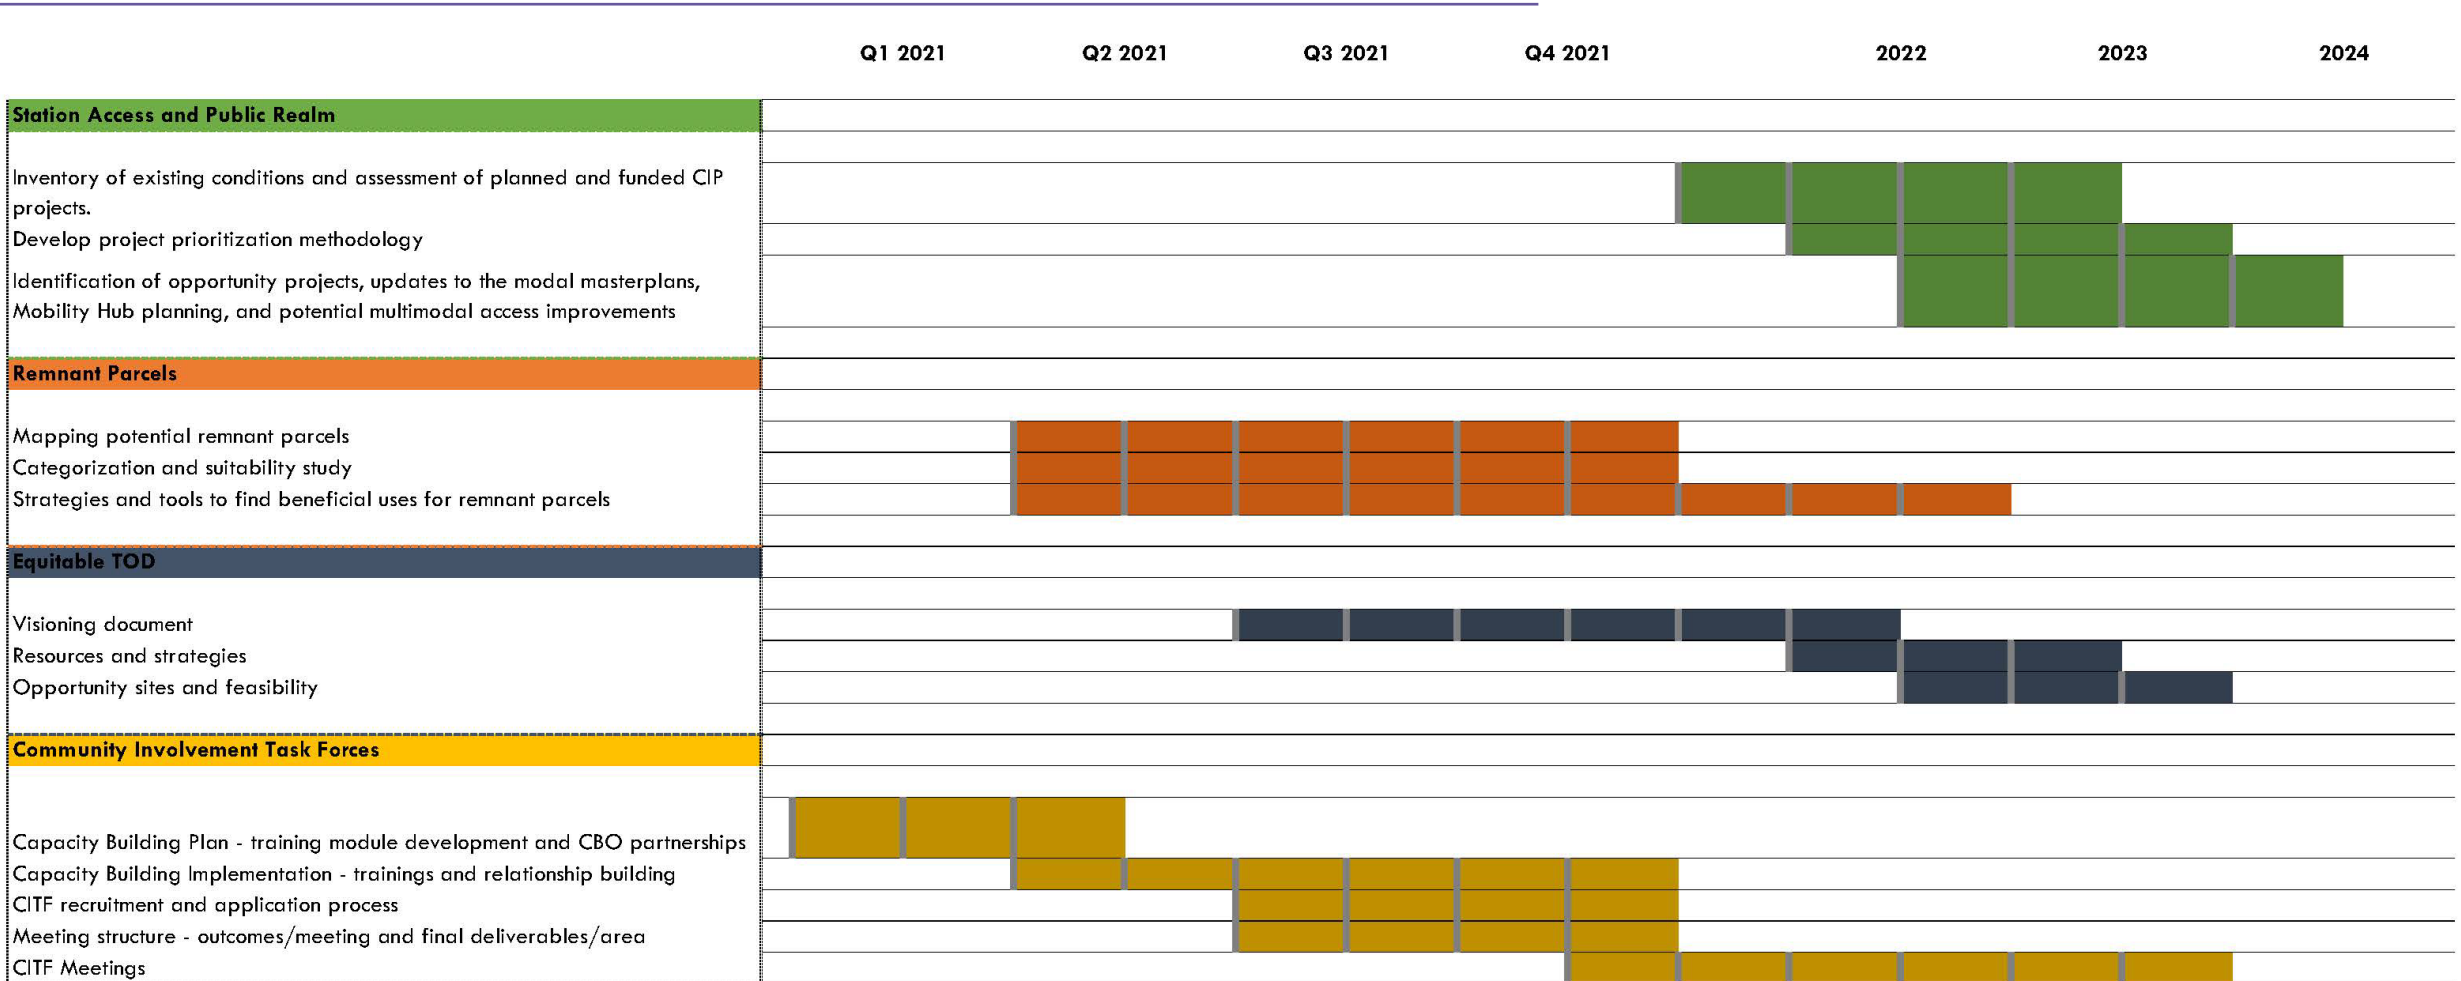 Q1 2021 Q2 2021 Q3 2021 Q4 2021 2022 2023 2024
Station Access and Public Realm
Inventory of existing conditions and assessment of planned and funded CIP
projects.
Develop project prioritization methodology
Identification of opportunity projects, updates to the modal masterplans,
Mobility Hub planning, and potential multimodal access improvements
Remnant Parcels
Mapping potential remnant parcels
Categorization and suitability study
Strategies and tools to find beneficial uses for remnant parcels
Equitable TOD
Visioning document
Resources and strategies
Opportunity sites and feasibility
Community Involvement Task Forces
Capacity Building Plan - training module development and CBO partnerships
Capacity Building Implementation - trainings and relationship building
CITF recruitment and application process
Meeting structure - outcomes/meeting and final deliverables/area
CITF Meetings